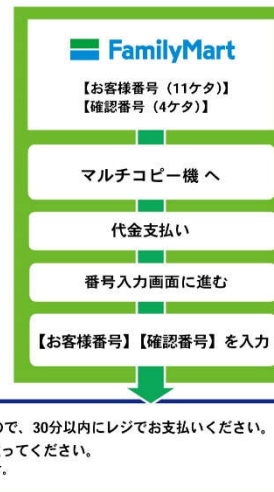 FamilyMart
【お客様番号（11ケタ）】
【確認番号（4ケタ）】
マルチコピー機 へ
代金支払い
番号入力画面に進む
【お客様番号】【確認番号】を入力
ので、30分以内にレジでお支払いください。
ってください。
す。